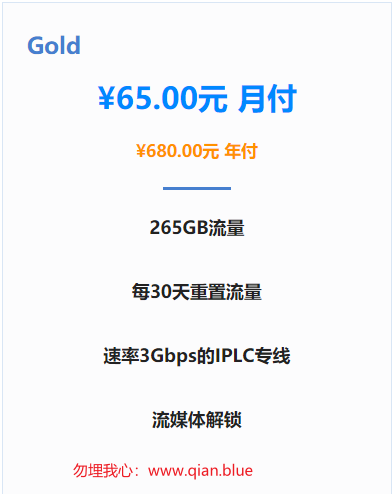 Gold
¥65.00元 月付
¥680.00元 年付
265GB流量
每30天重置流量
速率3Gbps的IPLC专线
流媒体解锁
勿埋我心：www.qian.blue